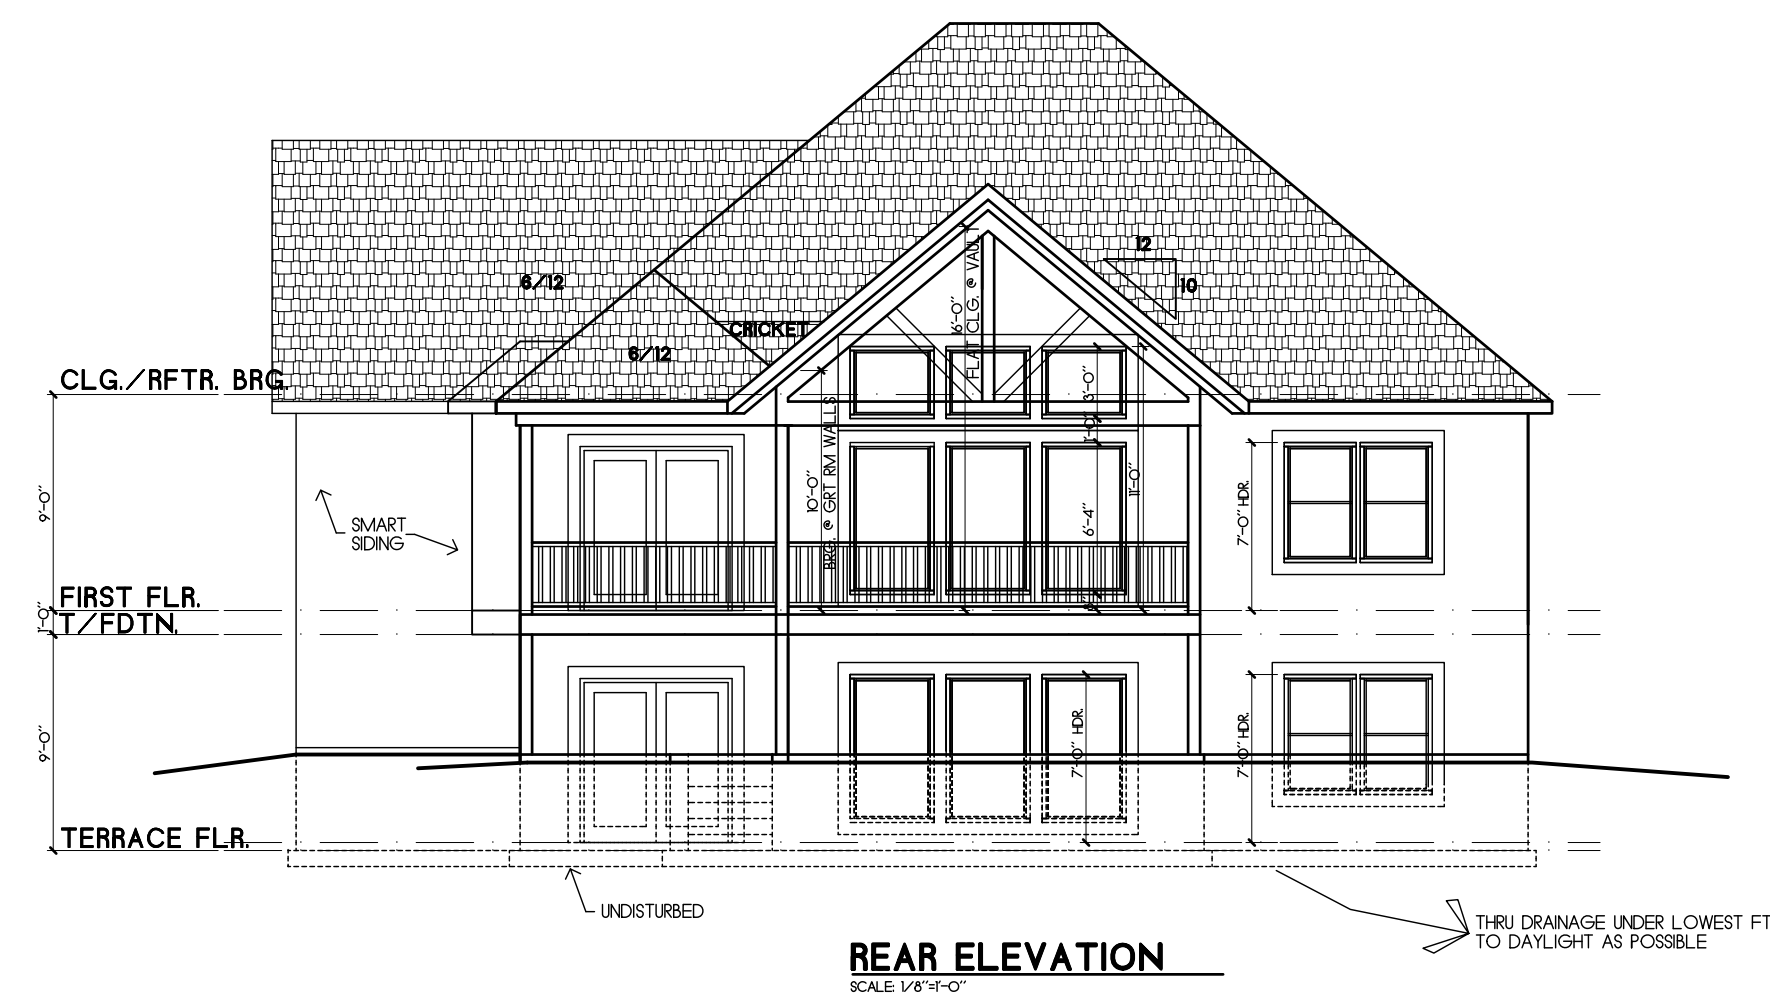 12
10
6/12
CRICKET
6/12
CLG./RFTR. BRG.
16'-0"
FLAT CLG. @ VAULT
3'-0"
1'-0"
10'-0"
BRG. @ GRT RM WALLS
11'-0"
6'-4"
8"
7'-0" HDR.
9'-0"
SMART
SIDING
FIRST FLR.
1'-0"
T/FDTN.
9'-0"
7'-0" HDR.
7'-0" HDR.
TERRACE FLR.
UNDISTURBED
THRU DRAINAGE UNDER LOWEST FT
TO DAYLIGHT AS POSSIBLE
REAR ELEVATION
SCALE: 1/8"=1'-0"